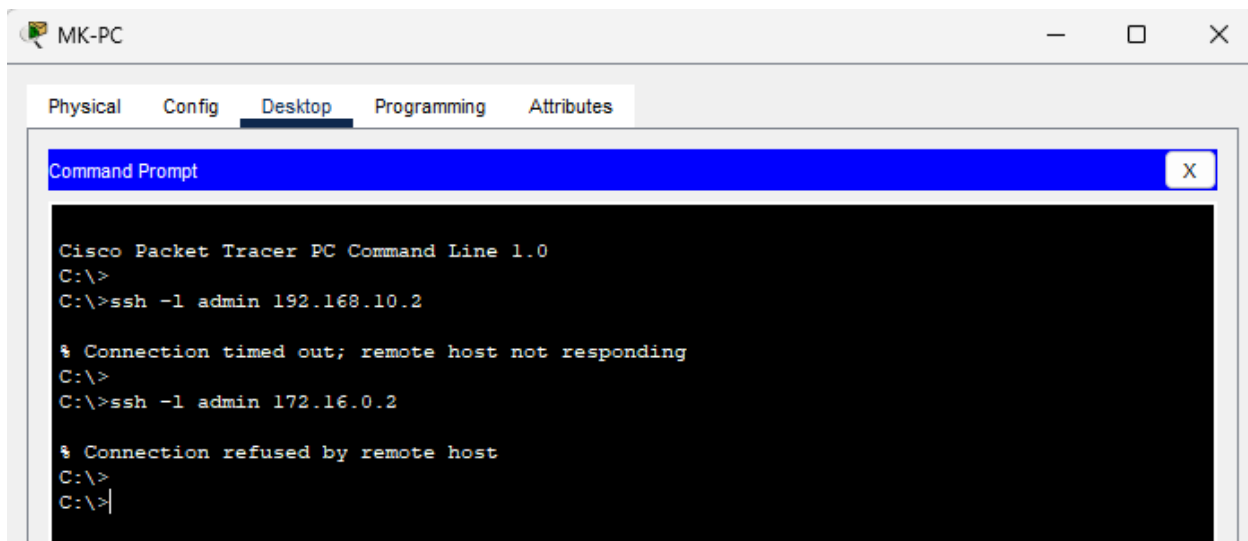 MK-PC
Physical Config Desktop Programming Attributes
Command Prompt
X
Cisco Packet Tracer PC Command Line 1.0
C:\>
C:\>ssh -l admin 192.168.10.2
% Connection timed out; remote host not responding
C:\>
C:\>ssh -l admin 172.16.0.2
% Connection refused by remote host
C:\>
C:\>